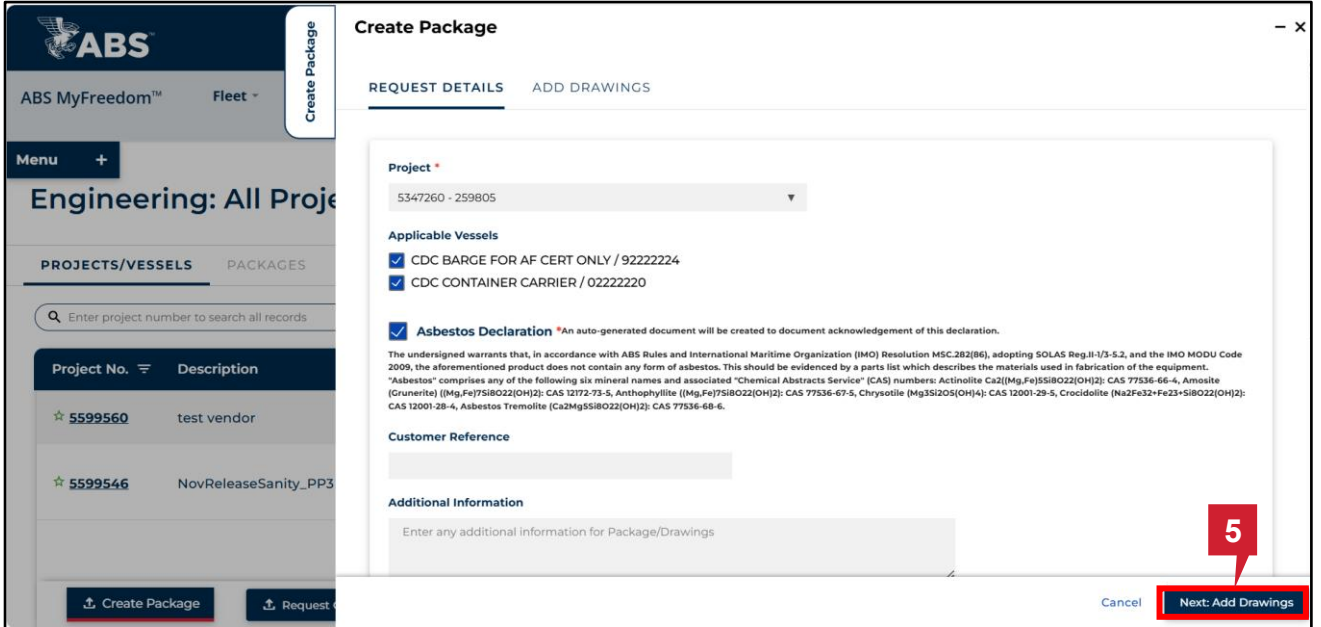 ABS
ABS MyFreedom™
Fleet
Create Package
Menu +
Engineering: All Proje
PROJECTS/VESSELS PACKAGES
Enter project number to search all records
Project No. Description
5599560 test vendor
5599546 NovReleaseSanity_PP3
Create Package
Request
Create Package
REQUEST DETAILS ADD DRAWINGS
Project *
5347260 - 259805
Applicable Vessels
CDC BARGE FOR AF CERT ONLY / 92222224
CDC CONTAINER CARRIER / 02222220
Asbestos Declaration *An auto-generated document will be created to document acknowledgement of this declaration.
The undersigned warrants that, in accordance with ABS Rules and International Maritime Organization (IMO) Resolution MSC.282(86), adopting SOLAS Reg.II-1/3-5.2, and the IMO MODU Code
2009, the aforementioned product does not contain any form of asbestos. This should be evidenced by a parts list which describes the materials used in fabrication of the equipment.
"Asbestos" comprises any of the following six mineral names and associated "Chemical Abstracts Service" (CAS) numbers: Actinolite Ca2((Mg,Fe)5Si8O22(OH)2): CAS 77536-66-4, Amosite
(Grunerite) ((Mg,Fe)7Si8O22(OH)2): CAS 12172-73-5, Anthophyllite ((Mg,Fe)7Si8O22(OH)2): CAS 77536-67-5, Chrysotile (Mg3Si2O5(OH)4): CAS 12001-29-5, Crocidolite (Na2Fe32+Fe23+Si8O22(OH)2):
CAS 12001-28-4, Asbestos Tremolite (Ca2Mg5Si8O22(OH)2): CAS 77536-68-6.
Customer Reference
Additional Information
Enter any additional information for Package/Drawings
5
Cancel
Next: Add Drawings